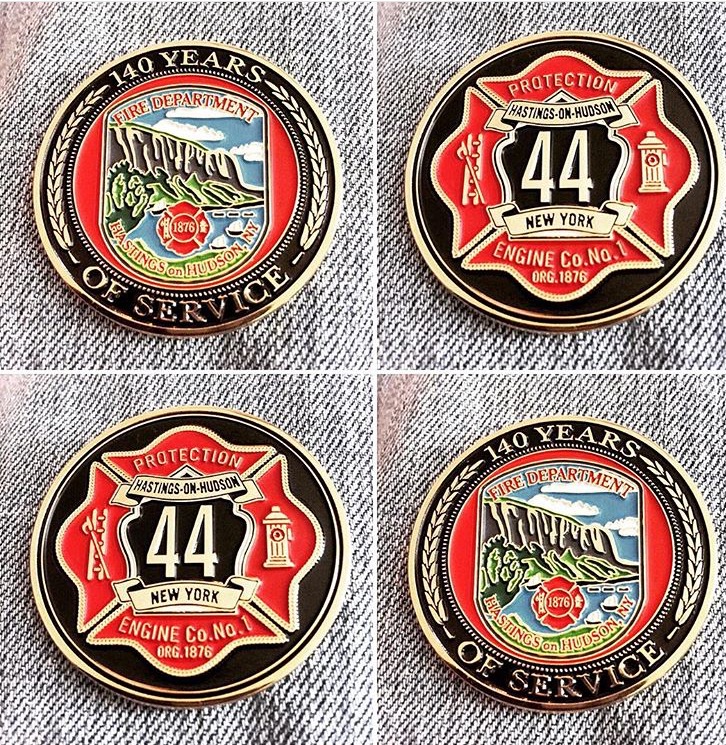 140 YEARS
FIRE DEPARTMENT
1876
HASTINGS on HUDSON, NY
OF SERVICE
PROTECTION
HASTINGS-ON-HUDSON
44
NEW YORK
ENGINE Co. No. 1
ORG. 1876
PROTECTION
HASTINGS-ON-HUDSON
44
NEW YORK
ENGINE Co. No. 1
ORG. 1876
140 YEARS
FIRE DEPARTMENT
1876
HASTINGS on HUDSON, NY
OF SERVICE